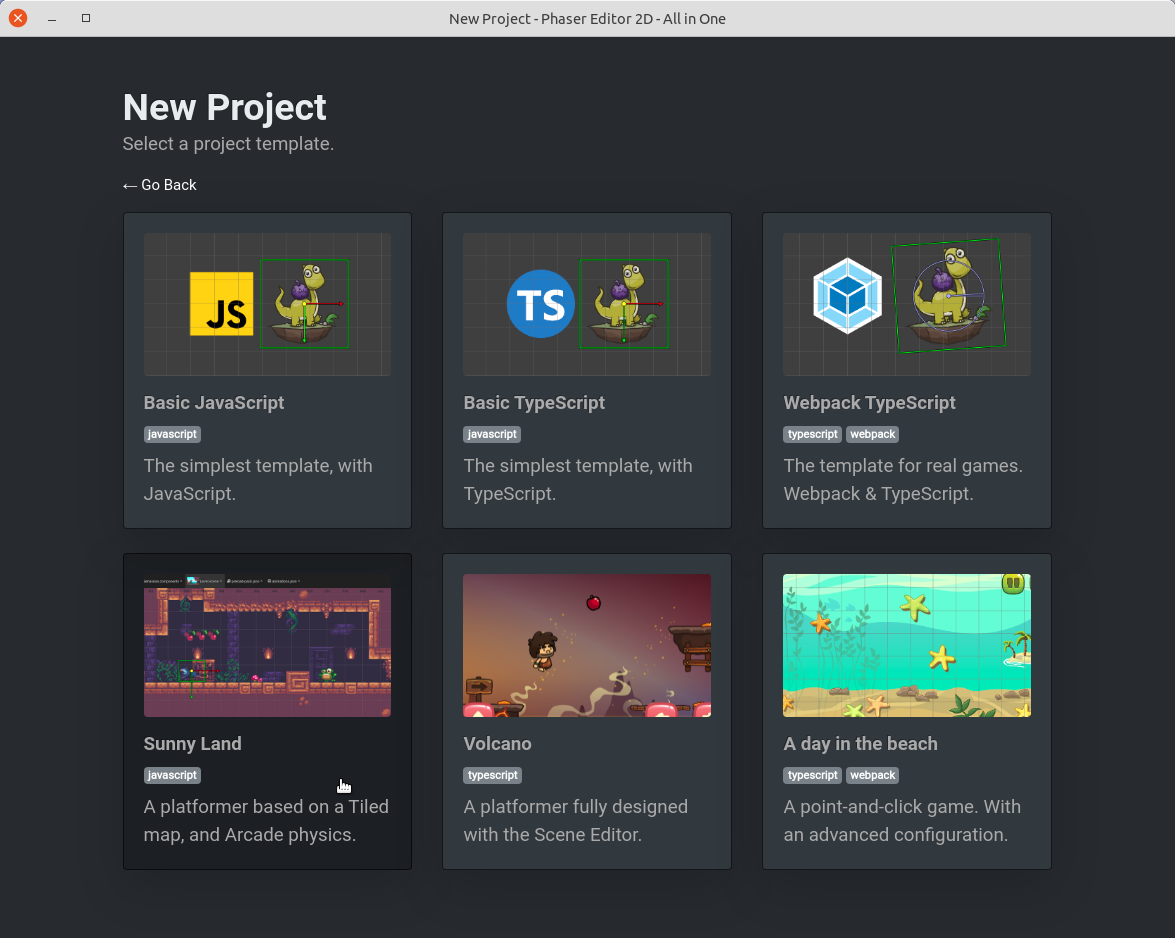 New Project - Phaser Editor 2D - All in One
New Project
Select a project template.
← Go Back
JS
TS
Basic JavaScript
Basic TypeScript
Webpack TypeScript
javascript
javascript
typescript webpack
The simplest template, with
JavaScript.
The simplest template, with
TypeScript.
The template for real games.
Webpack & TypeScript.
Sunny Land
Volcano
A day in the beach
javascript
typescript
typescript webpack
A platformer based on a Tiled
map, and Arcade physics.
A platformer fully designed
with the Scene Editor.
A point-and-click game. With
an advanced configuration.